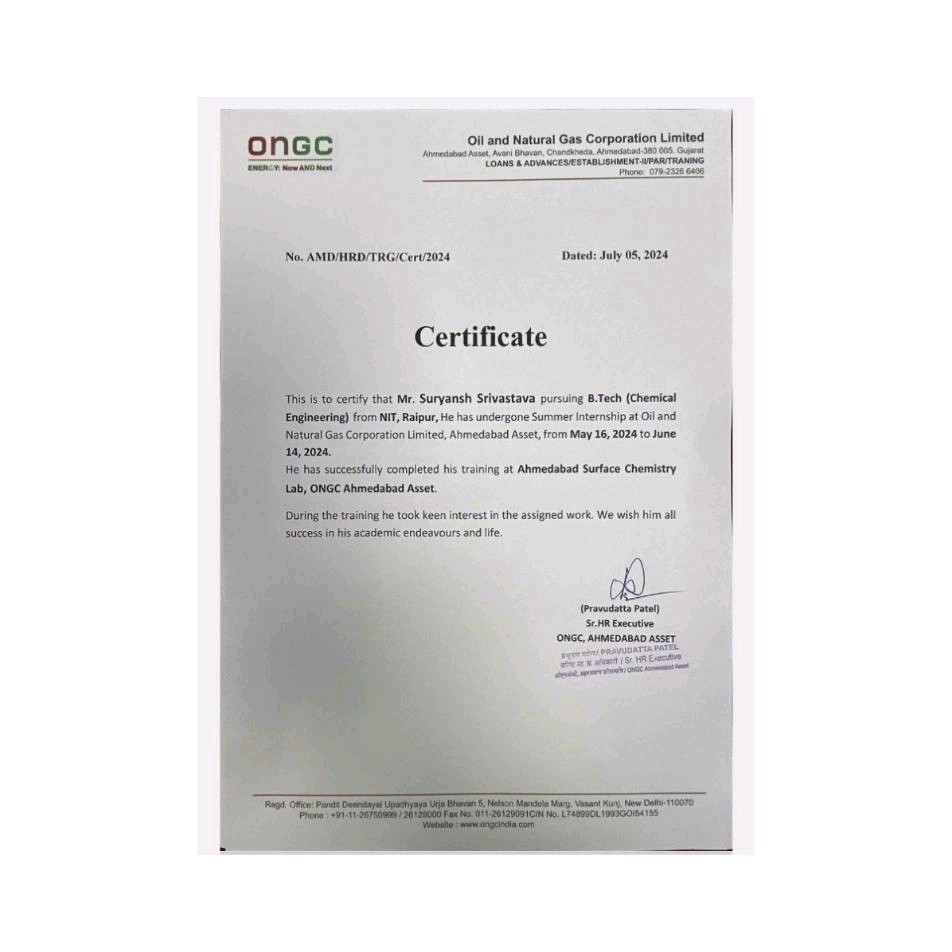 ONGC
ENERGY: Now AND Next
Oil and Natural Gas Corporation Limited
Ahmedabad Asset, Avani Bhavan, Chandkheda, Ahmedabad-380 005. Gujarat
LOANS & ADVANCES/ESTABLISHMENT-II/PAR/TRANING
Phone: 079-2326 6406
No. AMD/HRD/TRG/Cert/2024 Dated: July 05, 2024
Certificate
This is to certify that Mr. Suryansh Srivastava pursuing B.Tech (Chemical
Engineering) from NIT, Raipur, He has undergone Summer Internship at Oil and
Natural Gas Corporation Limited, Ahmedabad Asset, from May 16, 2024 to June
14, 2024.
He has successfully completed his training at Ahmedabad Surface Chemistry
Lab, ONGC Ahmedabad Asset.
During the training he took keen interest in the assigned work. We wish him all
success in his academic endeavours and life.
(Pravudatta Patel)
Sr.HR Executive
ONGC, AHMEDABAD ASSET
/ PRAVUDATTA PATEL
/ Sr. HR Executive
/ ONGC Ahmedabad Asset
Regd. Office: Pandit Deendayal Upadhyaya Urja Bhavan 5, Nelson Mandela Marg, Vasant Kunj, New Delhi-110070
Phone : +91-11-26750999 / 26129000 Fax No. 011-26129091CIN No. L74899DL1993GOI54155
Website : www.ongcindia.com